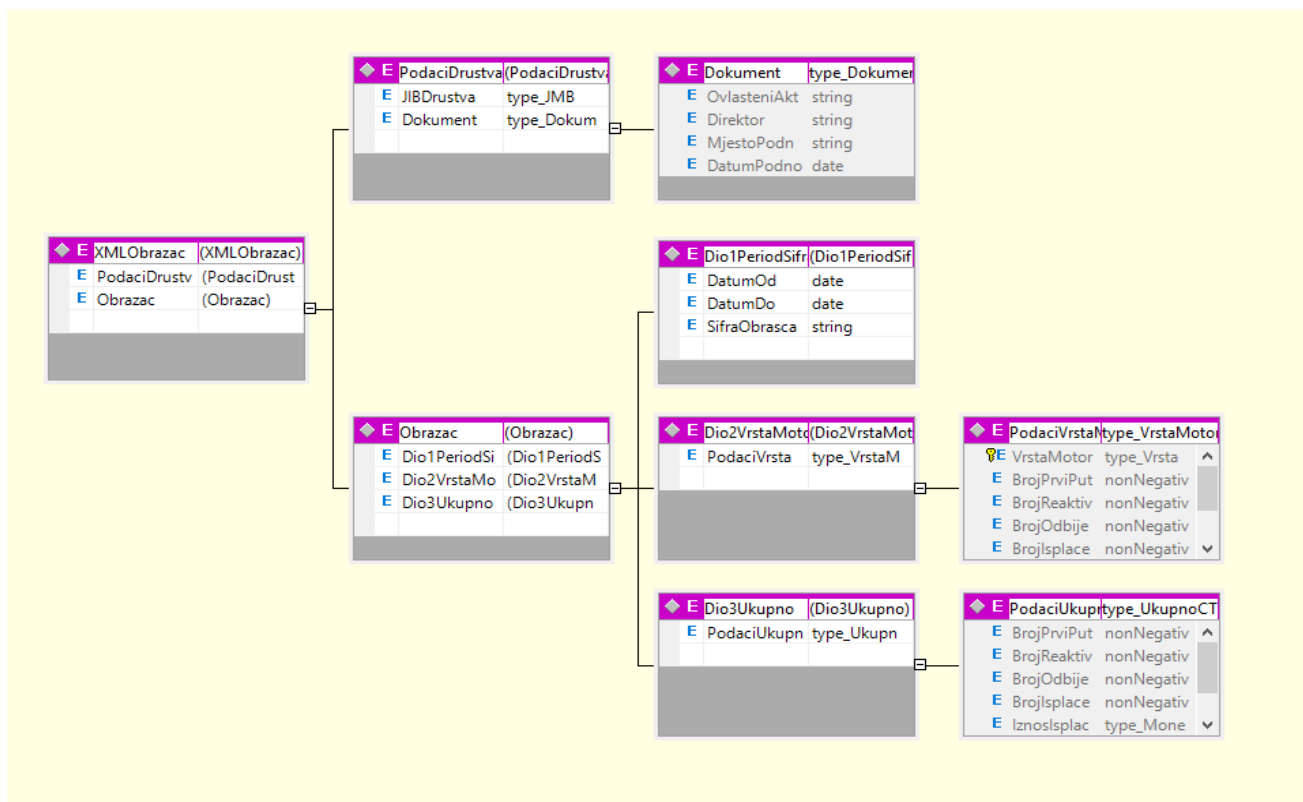 E PodaciDrustva (PodaciDrustva
E JIBDrustva type_JMB
E Dokument type_Dokum
E Dokument type_Dokumen
E OvlasteniAkt string
E Direktor string
E MjestoPodn string
E DatumPodno date
E XMLObrazac (XMLObrazac)
E PodaciDrustv (PodaciDrust
E Obrazac (Obrazac)
E Dio1PeriodSifr (Dio1PeriodSif
E DatumOd date
E DatumDo date
E SifraObrasca string
E Obrazac (Obrazac)
E Dio1PeriodSi (Dio1PeriodS
E Dio2VrstaMo (Dio2VrstaM
E Dio3Ukupno (Dio3Ukupn
E Dio2VrstaMoto (Dio2VrstaMot
E PodaciVrsta type_VrstaM
E PodaciVrstaM type_VrstaMotor
E VrstaMotor type_Vrsta
E BrojPrviPut nonNegativ
E BrojReaktiv nonNegativ
E BrojOdbije nonNegativ
E BrojIsplace nonNegativ
E Dio3Ukupno (Dio3Ukupno)
E PodaciUkupn type_Ukupn
E PodaciUkupn type_UkupnoCT
E BrojPrviPut nonNegativ
E BrojReaktiv nonNegativ
E BrojOdbije nonNegativ
E BrojIsplace nonNegativ
E IznosIsplac type_Mone